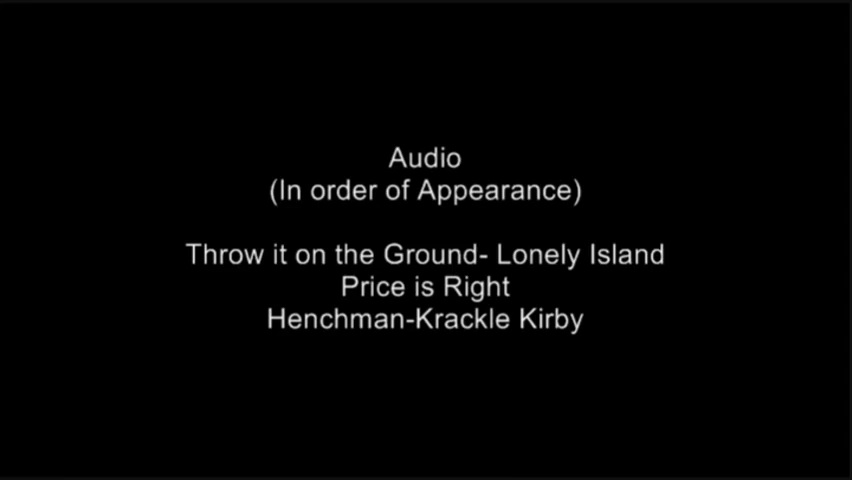 Audio
(In order of Appearance)
Throw it on the Ground- Lonely Island
Price is Right
Henchman-Krackle Kirby